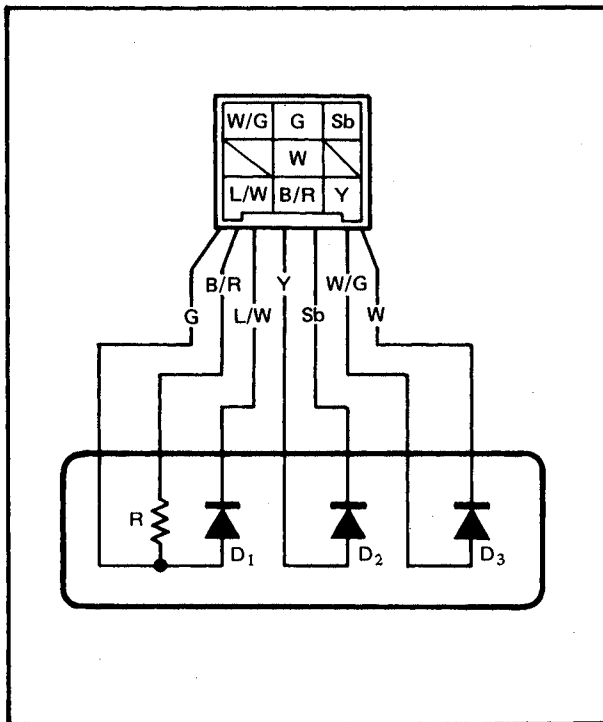 W/G G Sb
W
L/W B/R Y
B/R Y W/G
G L/W Sb W
R D1 D2 D3